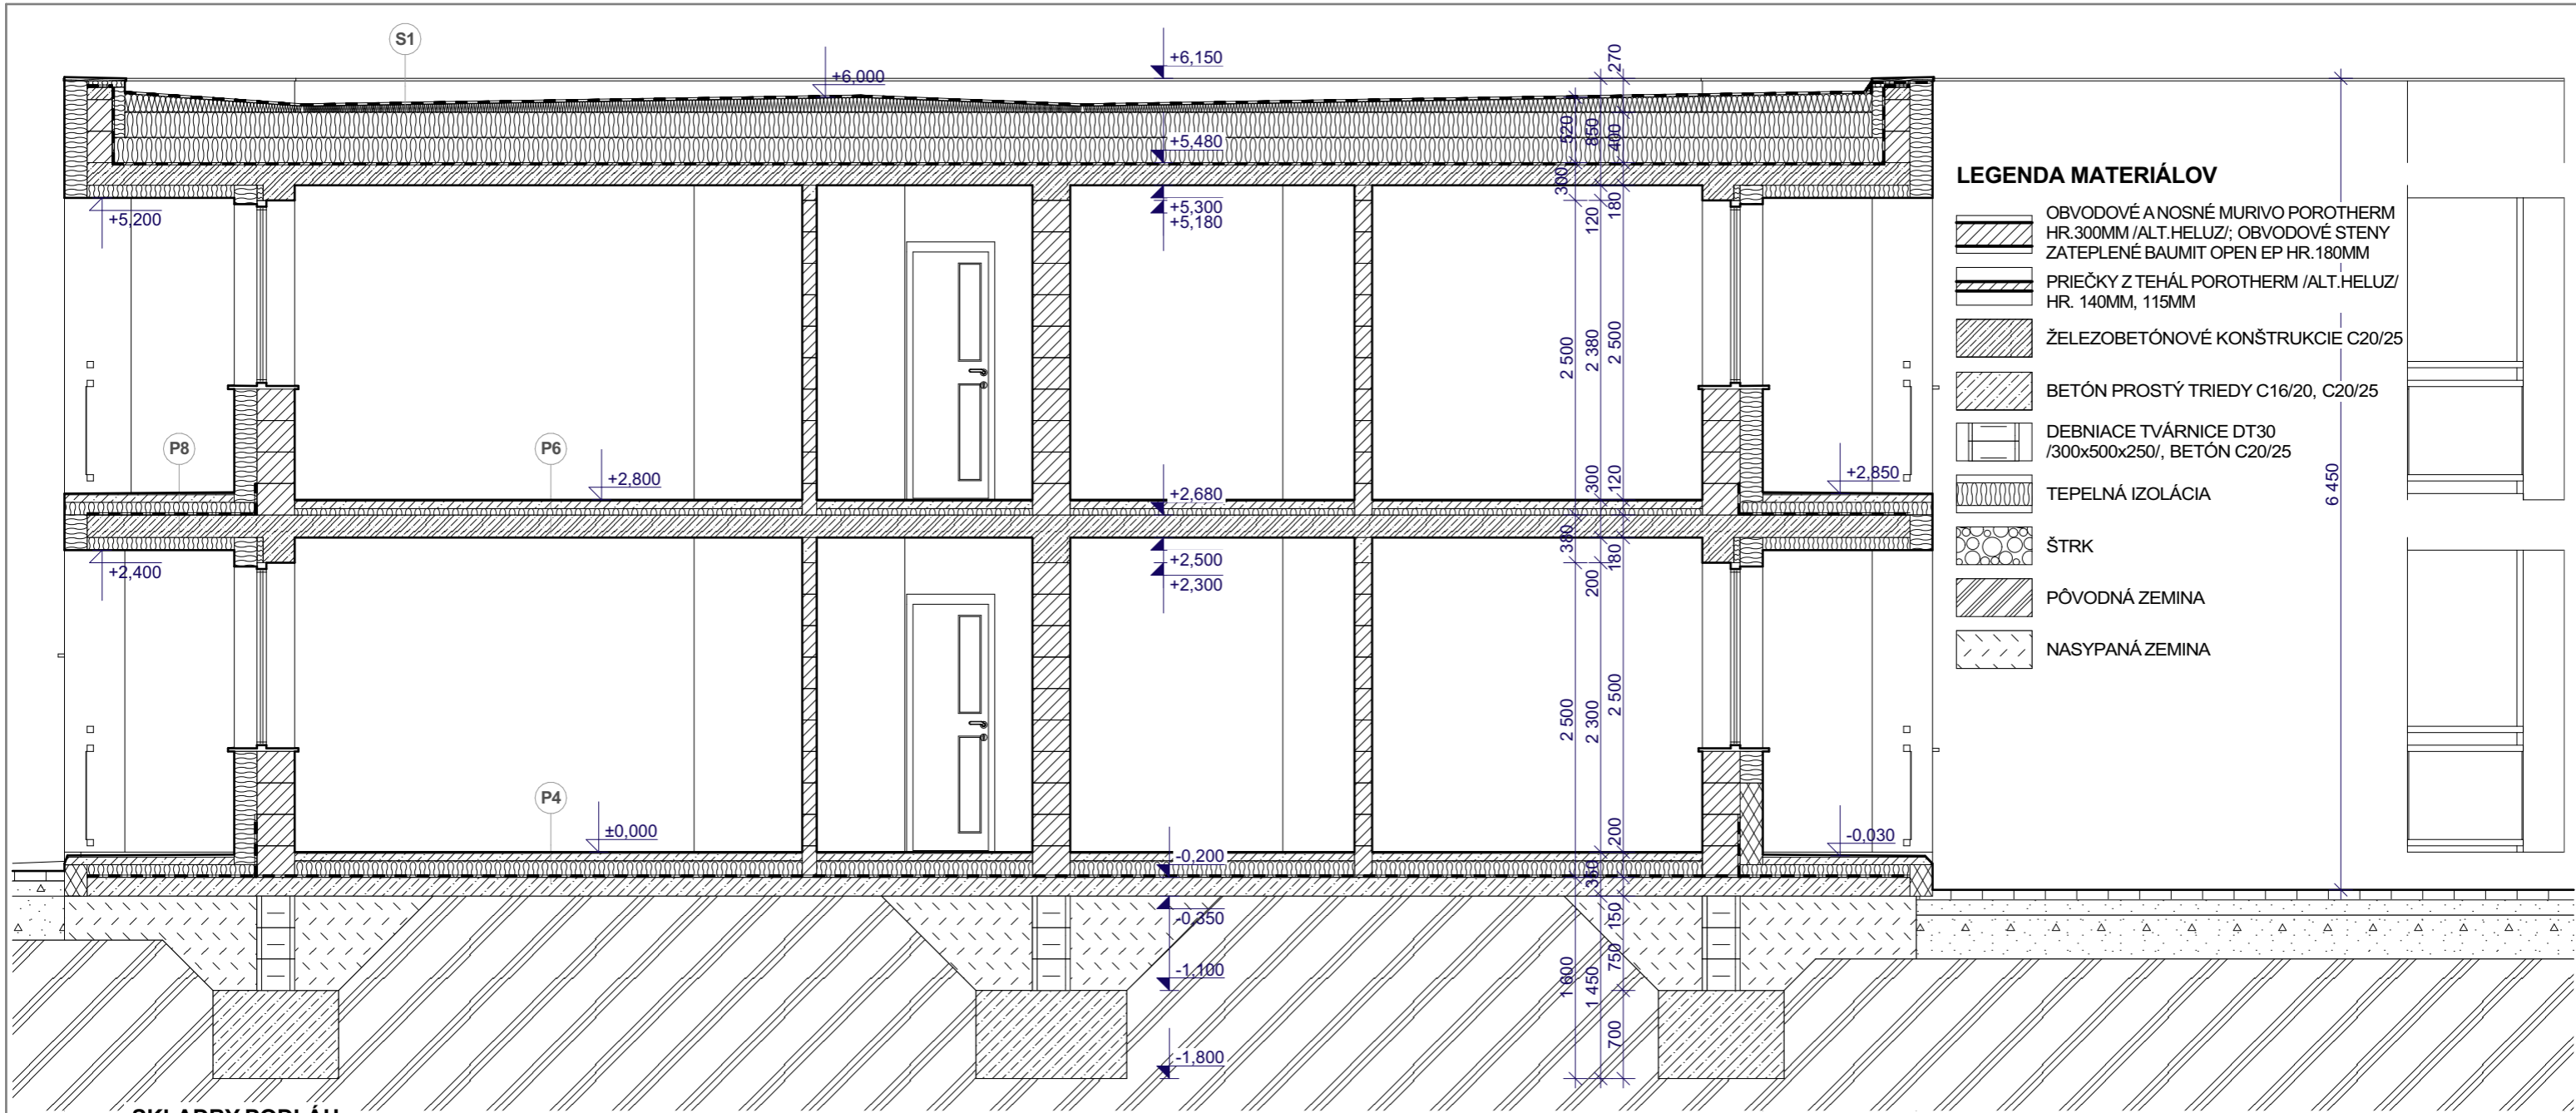 S1
+6,150
+6,000
270
+5,480
520
850
400
300
+5,200
+5,300
+5,180
120
180
LEGENDA MATERIÁLOV
OBVODOVÉ A NOSNÉ MURIVO POROTHERM
HR.300MM /ALT.HELUZ/; OBVODOVÉ STENY
ZATEPLENÉ BAUMIT OPEN EP HR.180MM
PRIEČKY Z TEHÁL POROTHERM /ALT.HELUZ/
HR. 140MM, 115MM
ŽELEZOBETÓNOVÉ KONŠTRUKCIE C20/25
BETÓN PROSTÝ TRIEDY C16/20, C20/25
DEBNIACE TVÁRNICE DT30
/300x500x250/, BETÓN C20/25
TEPELNÁ IZOLÁCIA
ŠTRK
PÔVODNÁ ZEMINA
NASYPANÁ ZEMINA
2 500
2 380
2 500
6 450
P8
P6
+2,800
+2,680
300
120
+2,850
+2,400
+2,500
+2,300
380
180
200
2 500
2 300
2 500
P4
±0,000
-0,200
200
-0,030
350
-0,350
150
-1,100
750
1 600
1 450
-1,800
700
SKLADBY PODLÁH